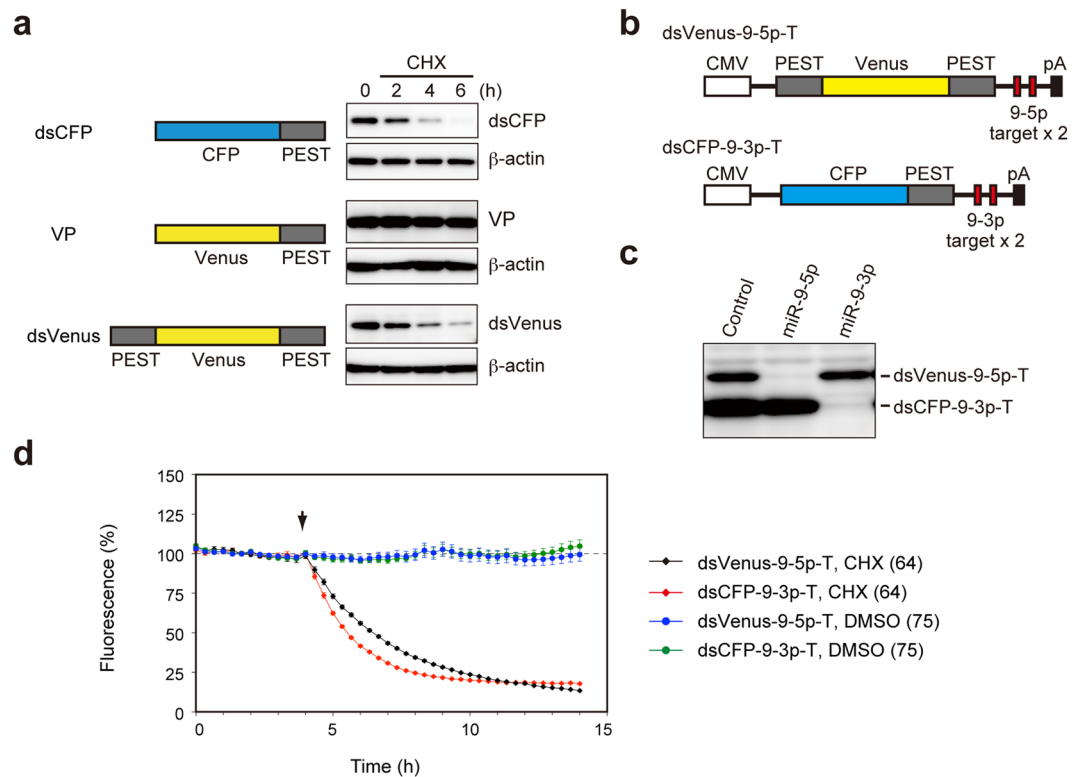 a
CHX
0 2 4 6 (h)
dsCFP
CFP PEST
dsCFP
β-actin
VP
Venus PEST
VP
β-actin
dsVenus
PEST Venus PEST
dsVenus
β-actin
b
dsVenus-9-5p-T
CMV PEST Venus PEST pA
9-5p
target x 2
dsCFP-9-3p-T
CMV CFP PEST pA
9-3p
target x 2
c
Control miR-9-5p miR-9-3p
dsVenus-9-5p-T
dsCFP-9-3p-T
d
Fluorescence (%)
150
125
100
75
50
25
0
0 5 10 15
Time (h)
dsVenus-9-5p-T, CHX (64)
dsCFP-9-3p-T, CHX (64)
dsVenus-9-5p-T, DMSO (75)
dsCFP-9-3p-T, DMSO (75)